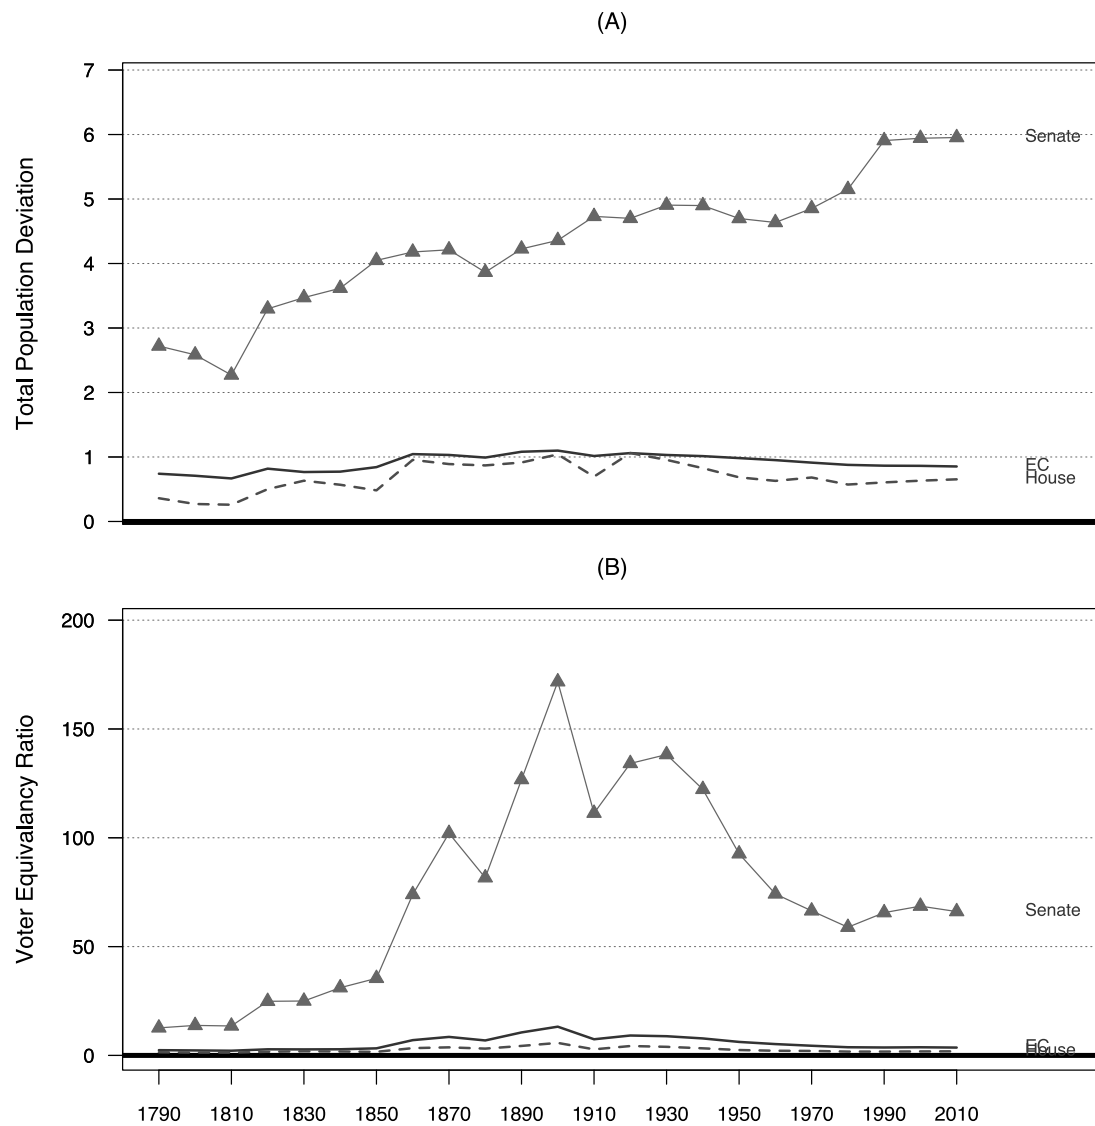 (A)
Total Population Deviation
7
6
5
4
3
2
1
0
Senate
EC
House
(B)
Voter Equivalancy Ratio
200
150
100
50
0
Senate
EC
House
1790 1810 1830 1850 1870 1890 1910 1930 1950 1970 1990 2010